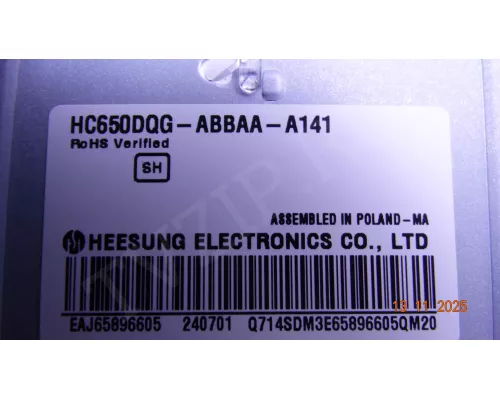 HC650DQG-ABBAA-A141
RoHS Verified
SH
ASSEMBLED IN POLAND-MA
HEESUNG ELECTRONICS CO., LTD
EAJ65896605 240701 Q714SDM3E65896605QM20
13 11 2025